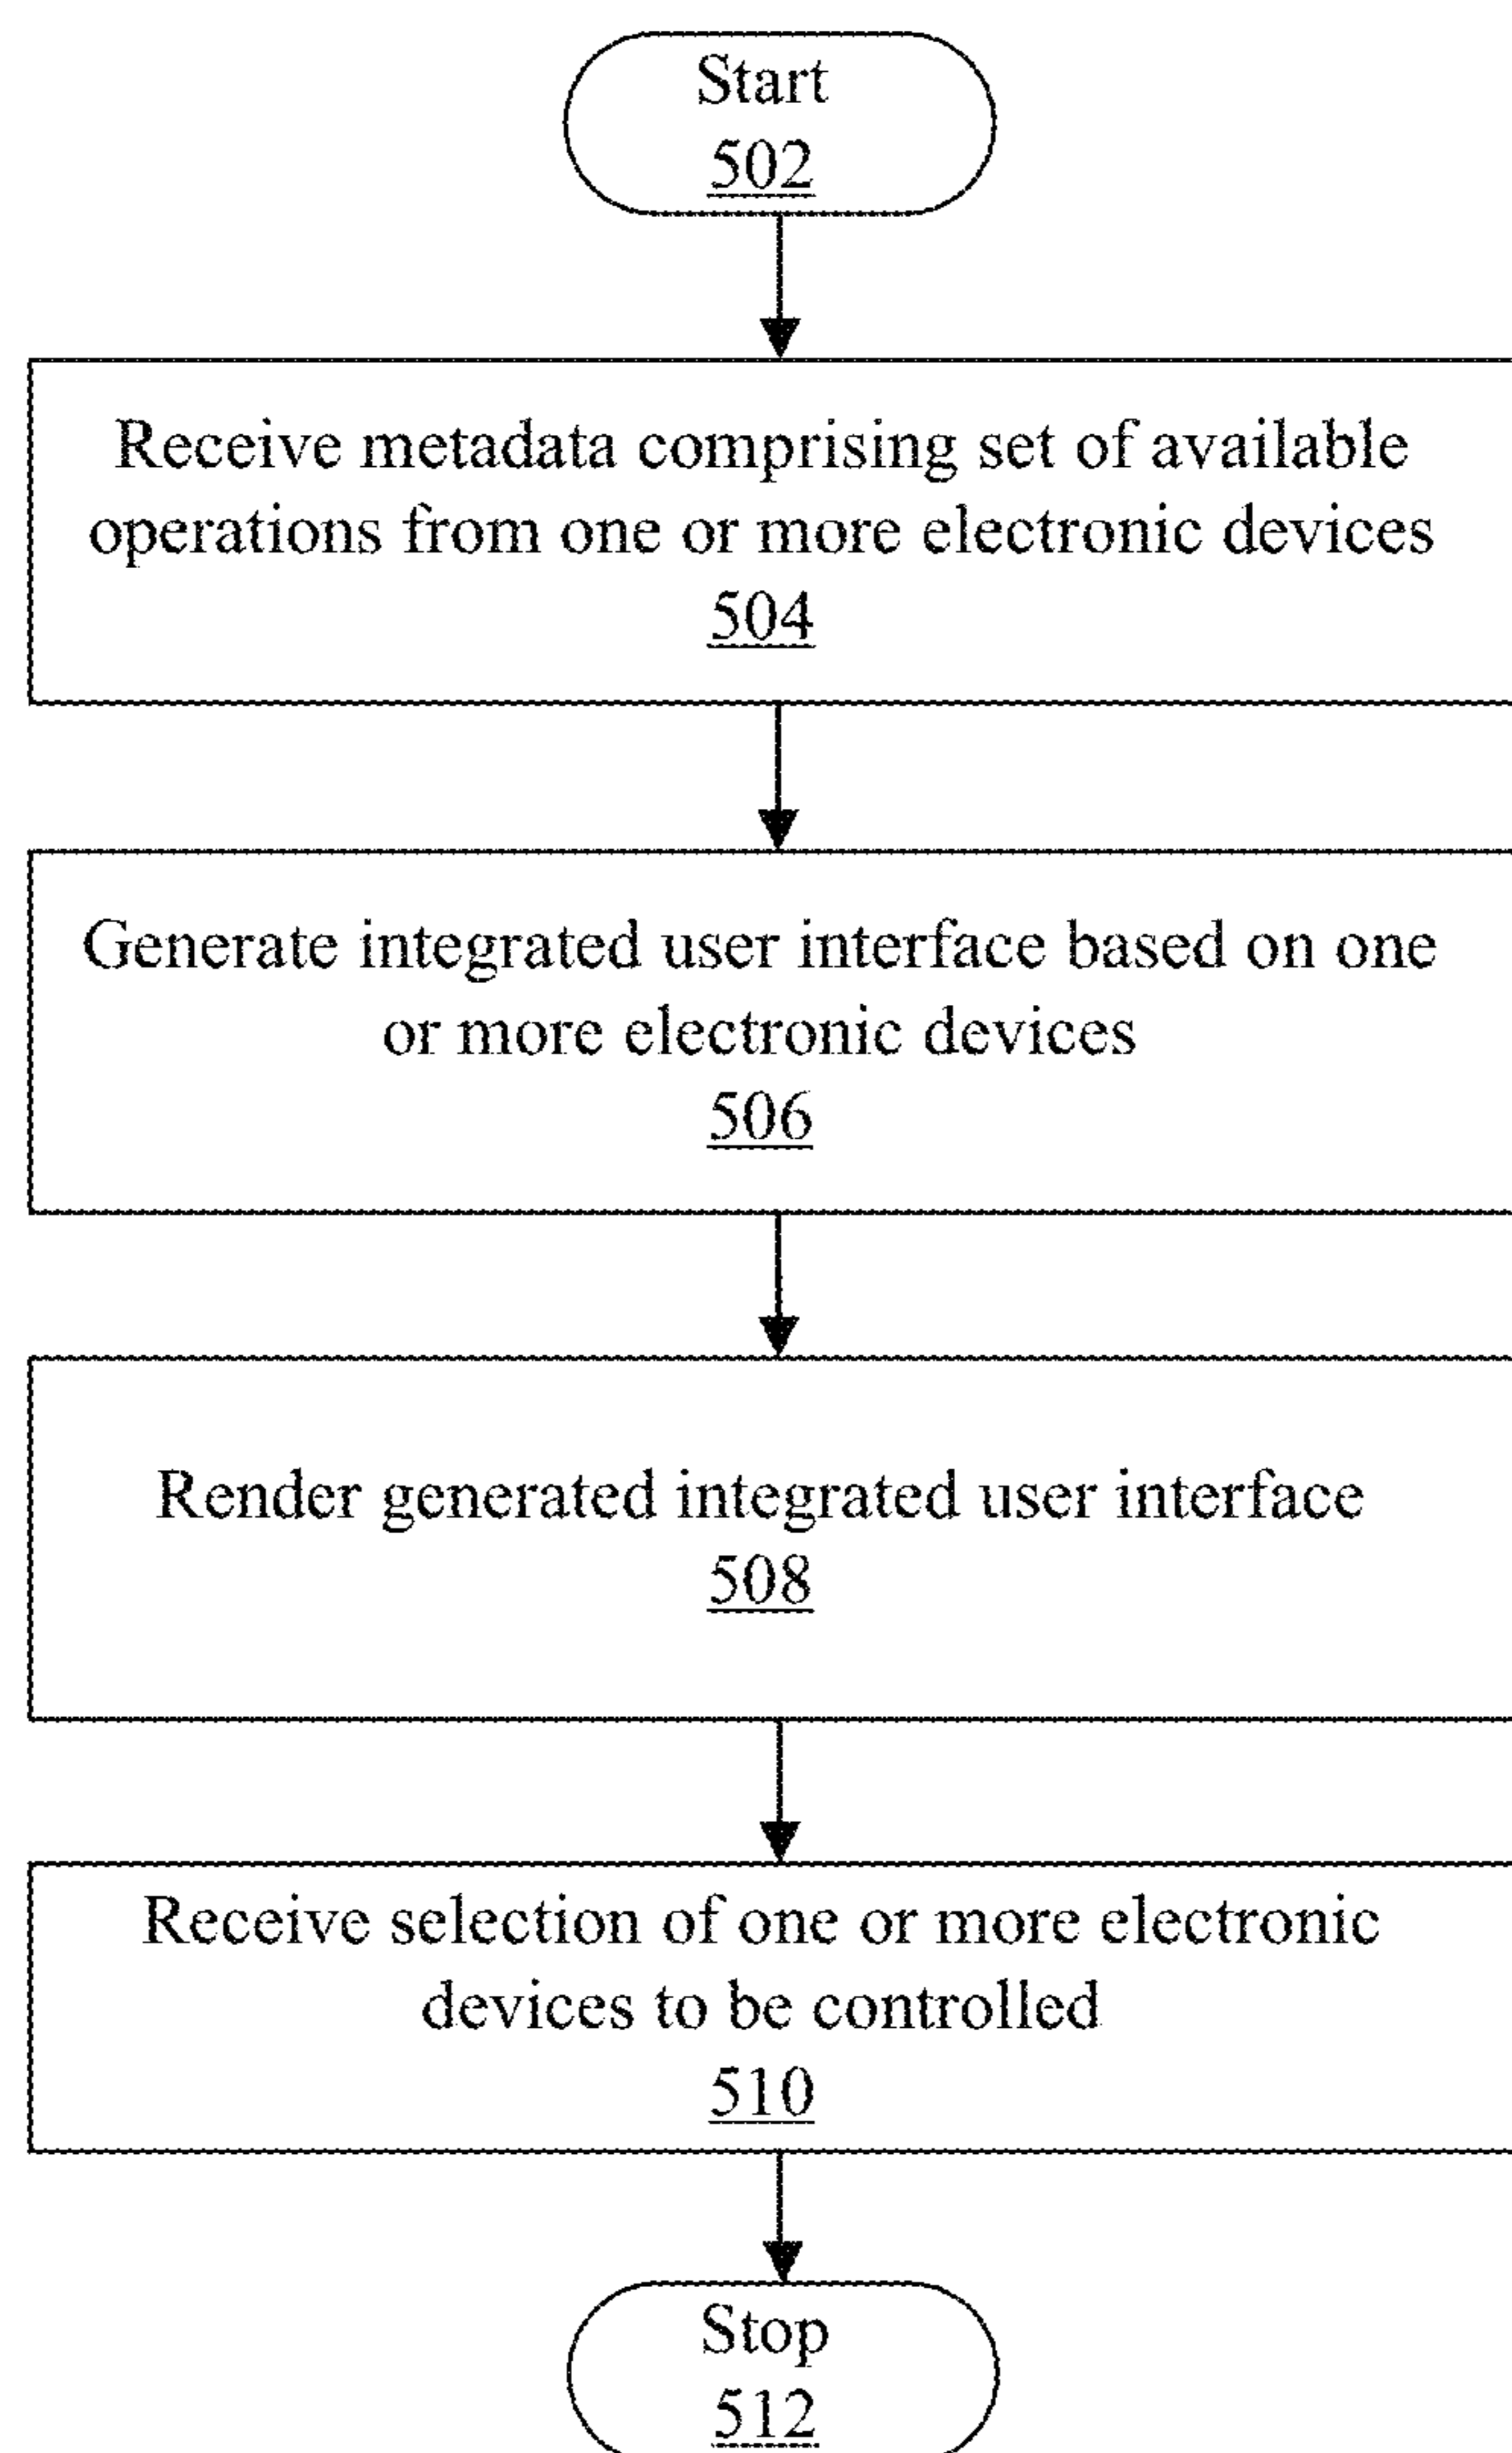 Start
502
Receive metadata comprising set of available
operations from one or more electronic devices
504
Generate integrated user interface based on one
or more electronic devices
506
Render generated integrated user interface
508
Receive selection of one or more electronic
devices to be controlled
510
Stop
512